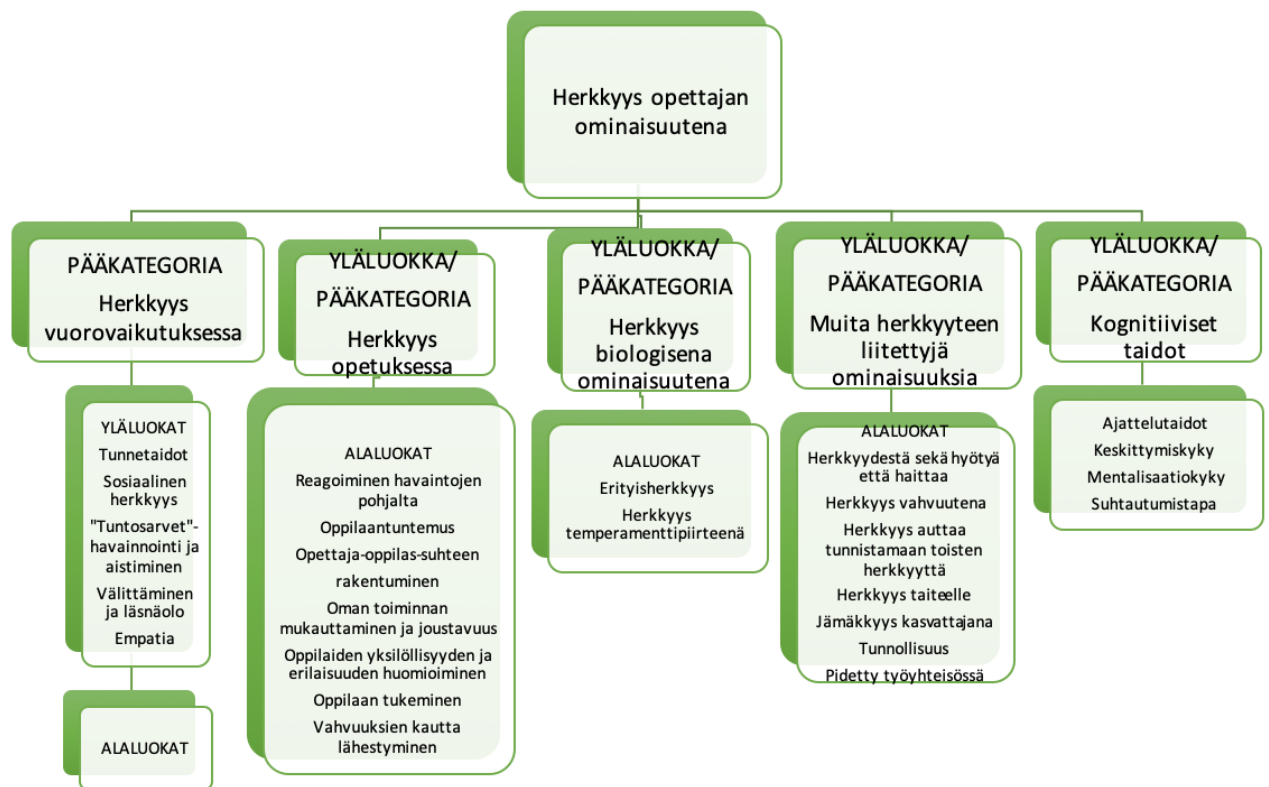 Herkkyys opettajan
ominaisuutena
PÄÄKATEGORIA
Herkkyys
vuorovaikutuksessa
YLÄLUOKKA/
PÄÄKATEGORIA
Herkkyys
opetuksessa
YLÄLUOKKA/
PÄÄKATEGORIA
Herkkyys
biologisena
ominaisuutena
YLÄLUOKKA/
PÄÄKATEGORIA
Muita herkkyyteen
liitettyjä
ominaisuuksia
YLÄLUOKKA/
PÄÄKATEGORIA
Kognitiiviset
taidot
YLÄLUOKAT
Tunnetaidot
Sosiaalinen
herkkyys
"Tuntosarvet"-
havainnointi ja
aistiminen
Välittäminen
ja läsnäolo
Empatia
ALALUOKAT
ALALUOKAT
Reagoiminen havaintojen
pohjalta
Oppilaantuntemus
Opettaja-oppilas-suhteen
rakentuminen
Oman toiminnan
mukauttaminen ja joustavuus
Oppilaiden yksilöllisyyden ja
erilaisuuden huomioiminen
Oppilaan tukeminen
Vahvuuksien kautta
lähestyminen
ALALUOKAT
Erityisherkkyys
Herkkyys
temperamenttipiirteenä
ALALUOKAT
Herkkyydestä sekä hyötyä
että haittaa
Herkkyys vahvuutena
Herkkyys auttaa
tunnistamaan toisten
herkkyyttä
Herkkyys taiteelle
Jämäkkyys kasvattajana
Tunnollisuus
Pidetty työyhteisössä
Ajattelutaidot
Keskittymiskyky
Mentalisaatiokyky
Suhtautumistapa